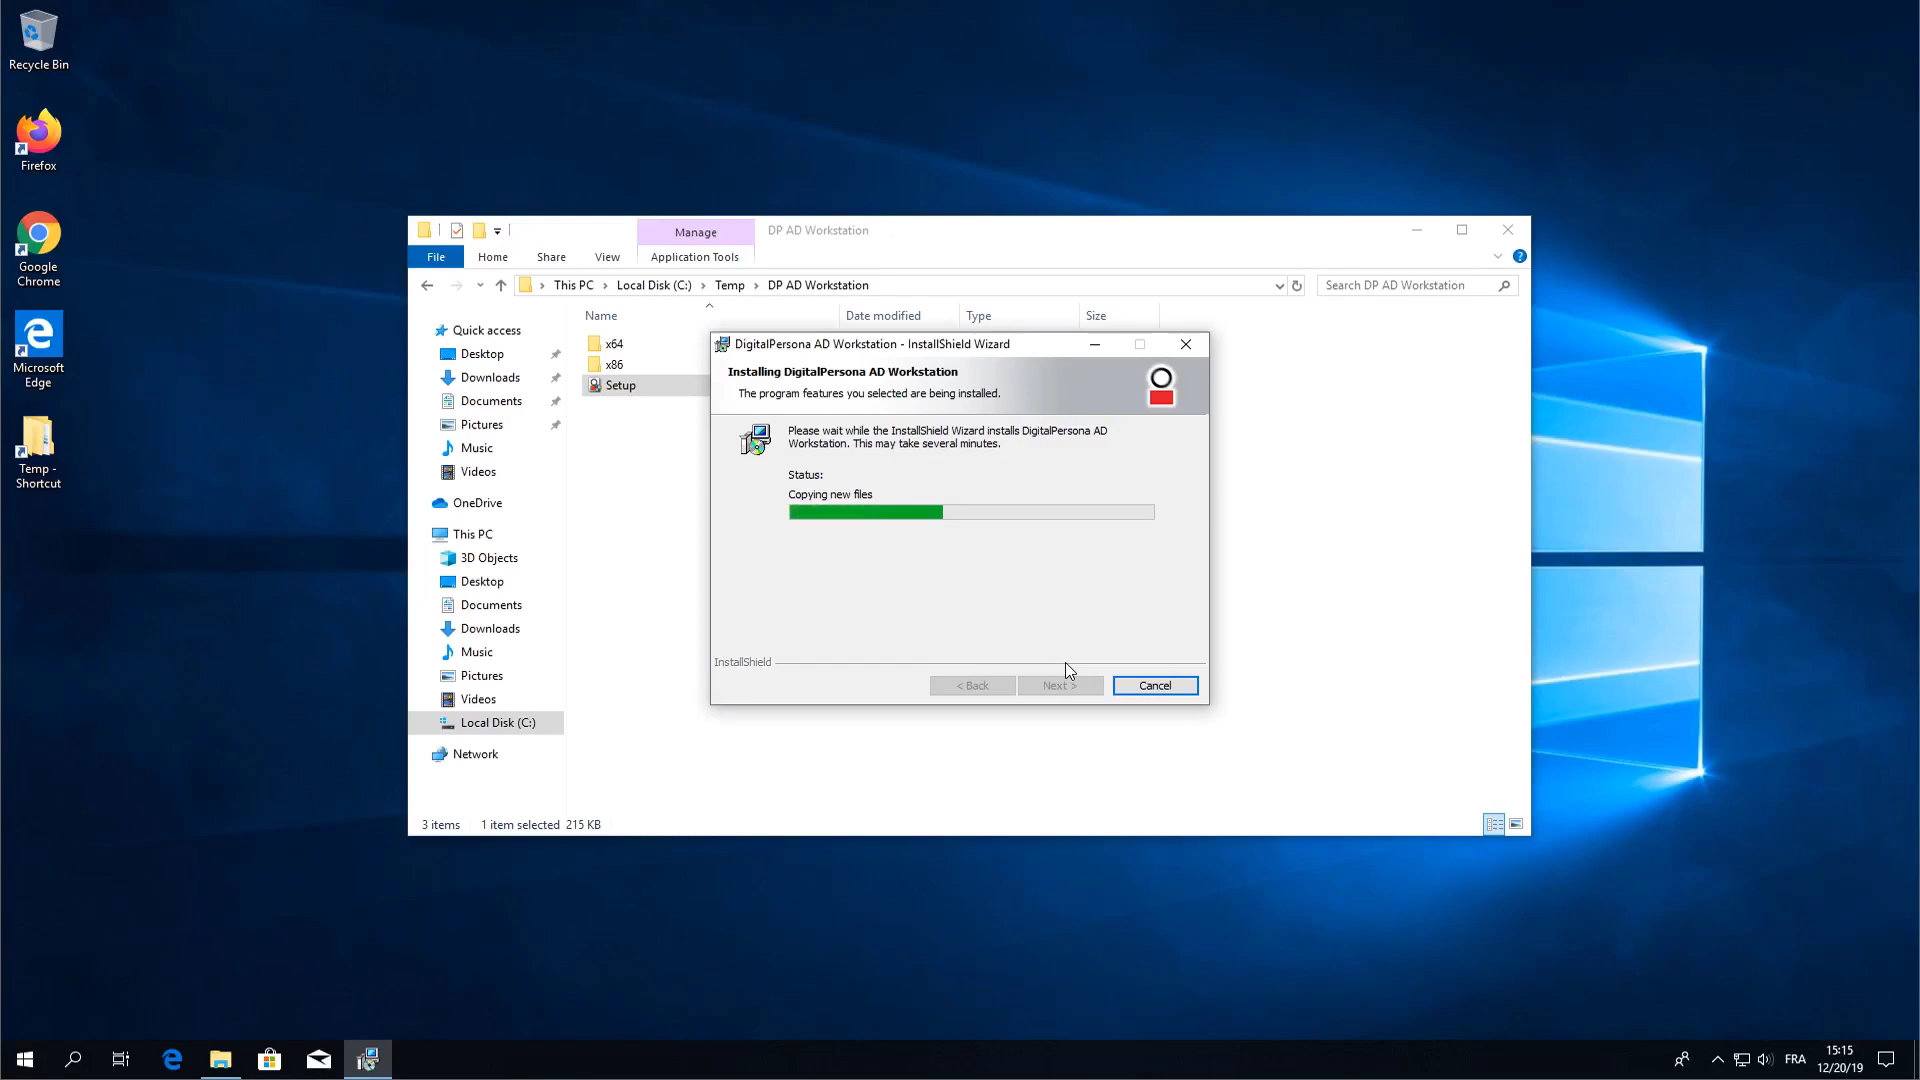 Recycle Bin
Firefox
Google
Chrome
Microsoft
Edge
Temp -
Shortcut
Manage
DP AD Workstation
File
Home
Share
View
Application Tools
This PC
Local Disk (C:)
Temp
DP AD Workstation
Search DP AD Workstation
Name
Date modified
Type
Size
Quick access
Desktop
Downloads
Documents
Pictures
Music
Videos
OneDrive
This PC
3D Objects
Desktop
Documents
Downloads
Music
Pictures
Videos
Local Disk (C:)
Network
x64
x86
Setup
3 items
1 item selected 215 KB
DigitalPersona AD Workstation - InstallShield Wizard
Installing DigitalPersona AD Workstation
The program features you selected are being installed.
Please wait while the InstallShield Wizard installs DigitalPersona AD
Workstation. This may take several minutes.
Status:
Copying new files
InstallShield
< Back
Next >
Cancel
FRA
15:15
12/20/19